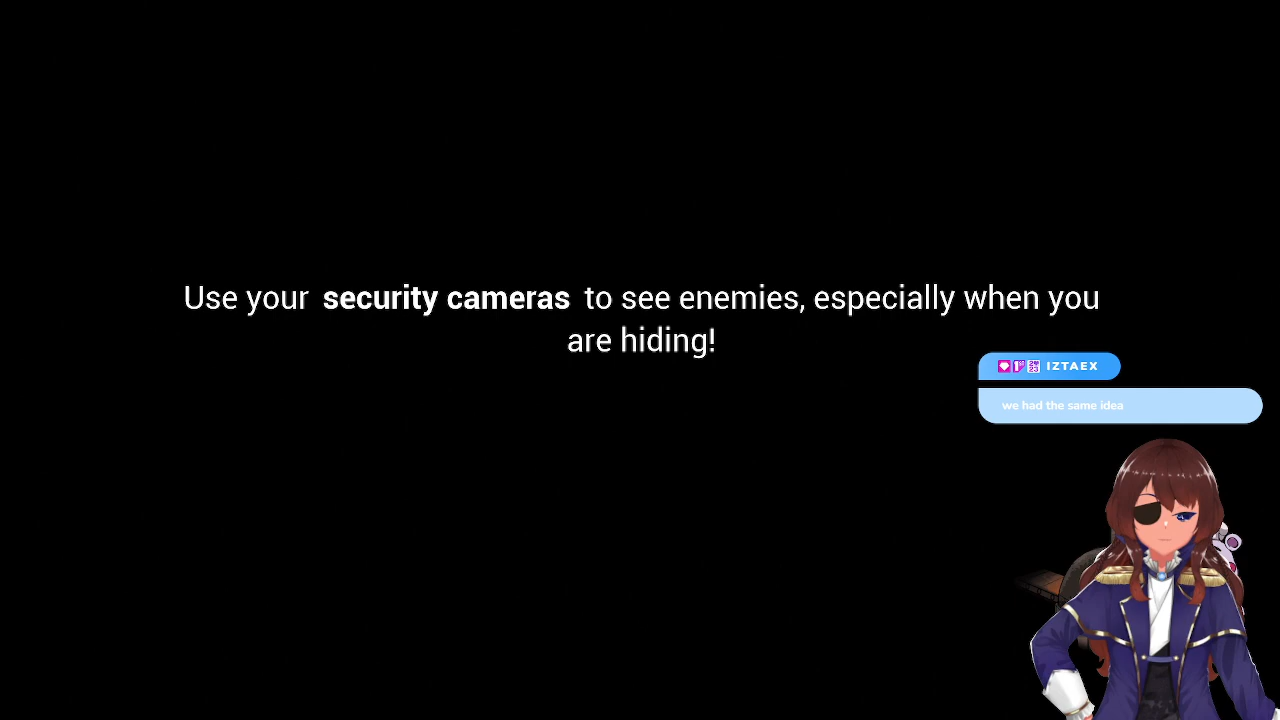 Use your security cameras to see enemies, especially when you
are hiding!
IZTAEX
we had the same idea